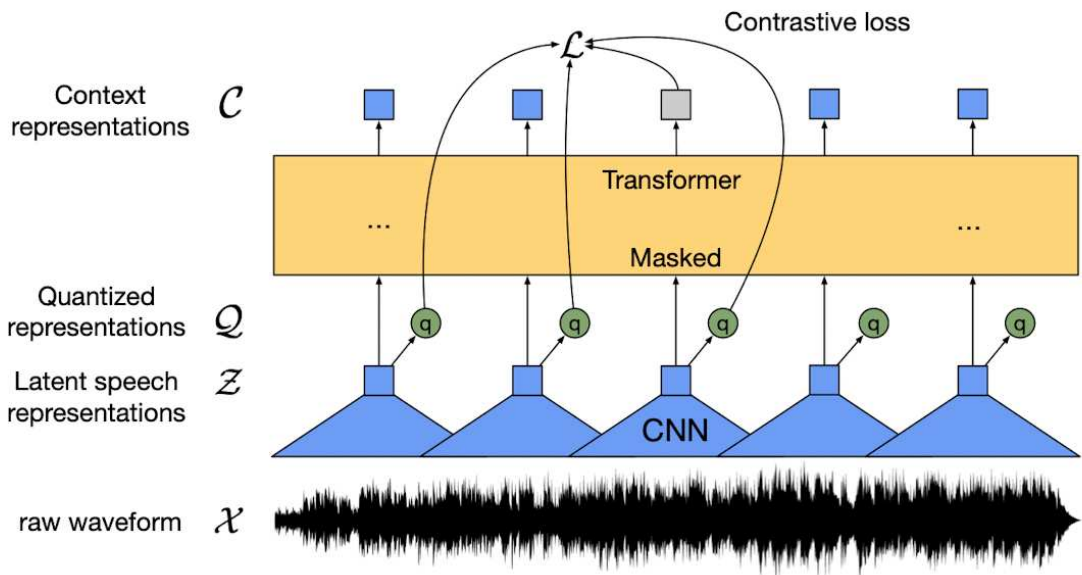 Contrastive loss
ℒ
Context
representations
𝒞
Transformer
...
...
Masked
Quantized
representations
𝒬
q
q
q
q
q
Latent speech
representations
𝒵
CNN
raw waveform
𝒳